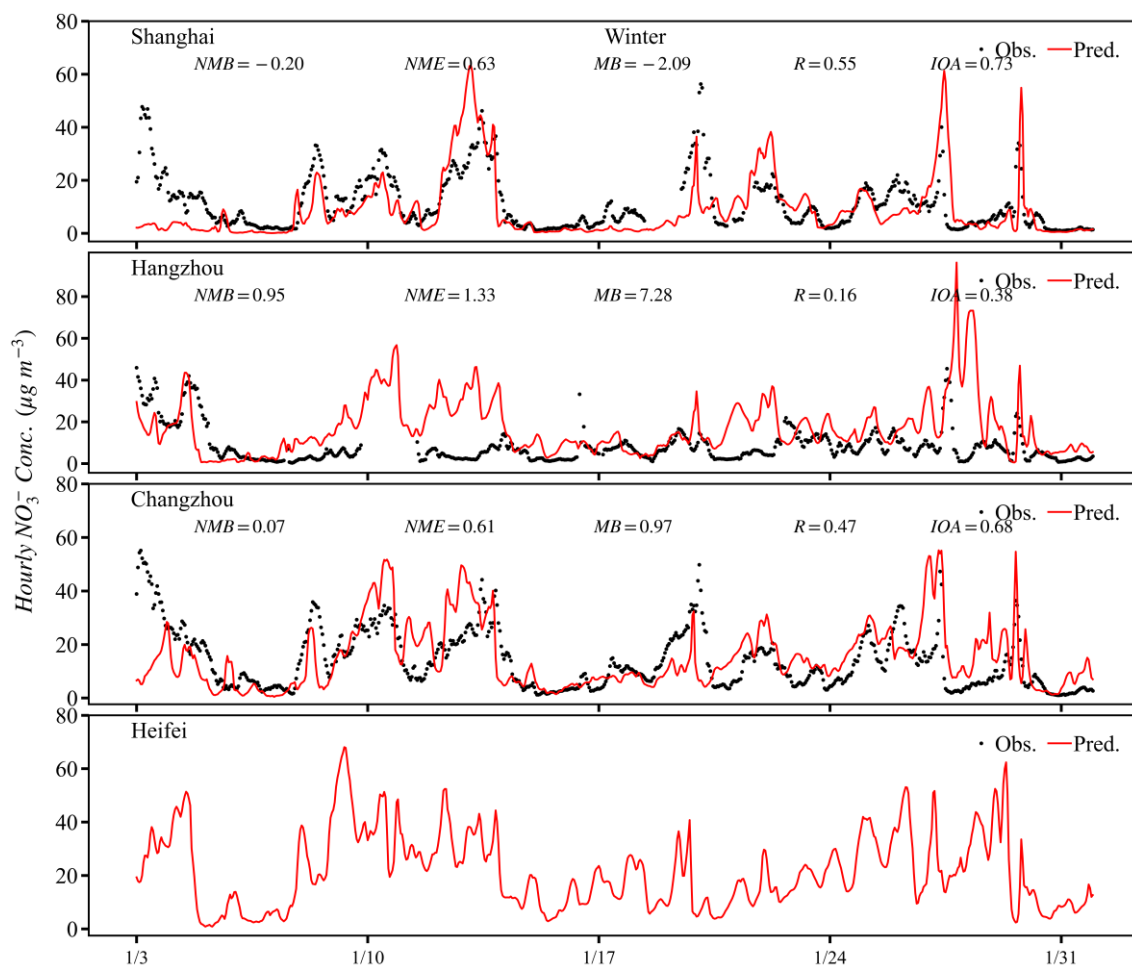 Hourly NO₃⁻ Conc. (μg m⁻³)
Shanghai Winter Obs. Pred.
NMB = −0.20 NME = 0.63 MB = −2.09 R = 0.55 IOA = 0.73
80
60
40
20
0
Hangzhou Obs. Pred.
NMB = 0.95 NME = 1.33 MB = 7.28 R = 0.16 IOA = 0.38
80
60
40
20
0
Changzhou Obs. Pred.
NMB = 0.07 NME = 0.61 MB = 0.97 R = 0.47 IOA = 0.68
80
60
40
20
0
Heifei Obs. Pred.
80
60
40
20
0
1/3 1/10 1/17 1/24 1/31